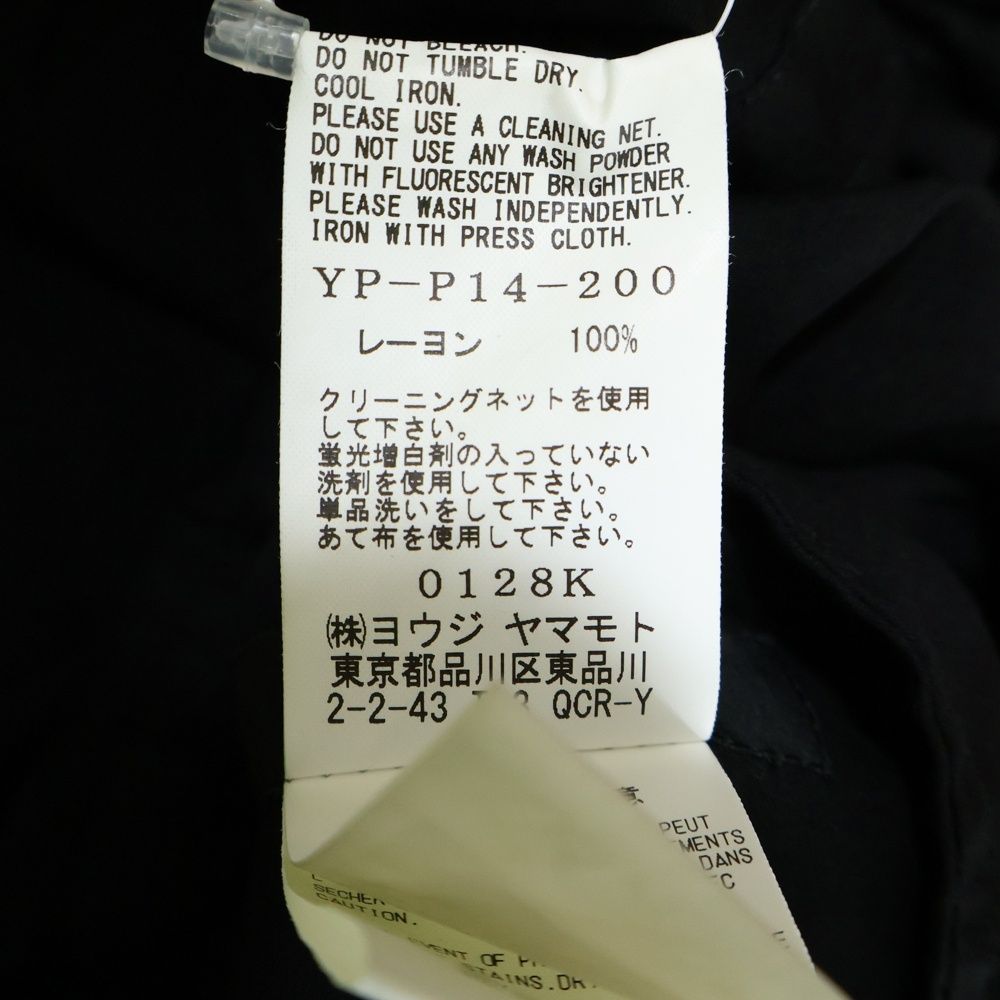 DO NOT BLEACH.
DO NOT TUMBLE DRY.
COOL IRON.
PLEASE USE A CLEANING NET.
DO NOT USE ANY WASH POWDER
WITH FLUORESCENT BRIGHTENER.
PLEASE WASH INDEPENDENTLY.
IRON WITH PRESS CLOTH.
YP-P14-200
レーヨン 100%
クリーニングネットを使用
して下さい。
蛍光増白剤の入っていない
洗剤を使用して下さい。
単品洗いをして下さい。
あて布を使用して下さい。
0128K
㈱ヨウジ ヤマモト
東京都品川区東品川
2-2-43 QCR-Y
PEUT
DANS
CAUTION.
OF
STAINS.